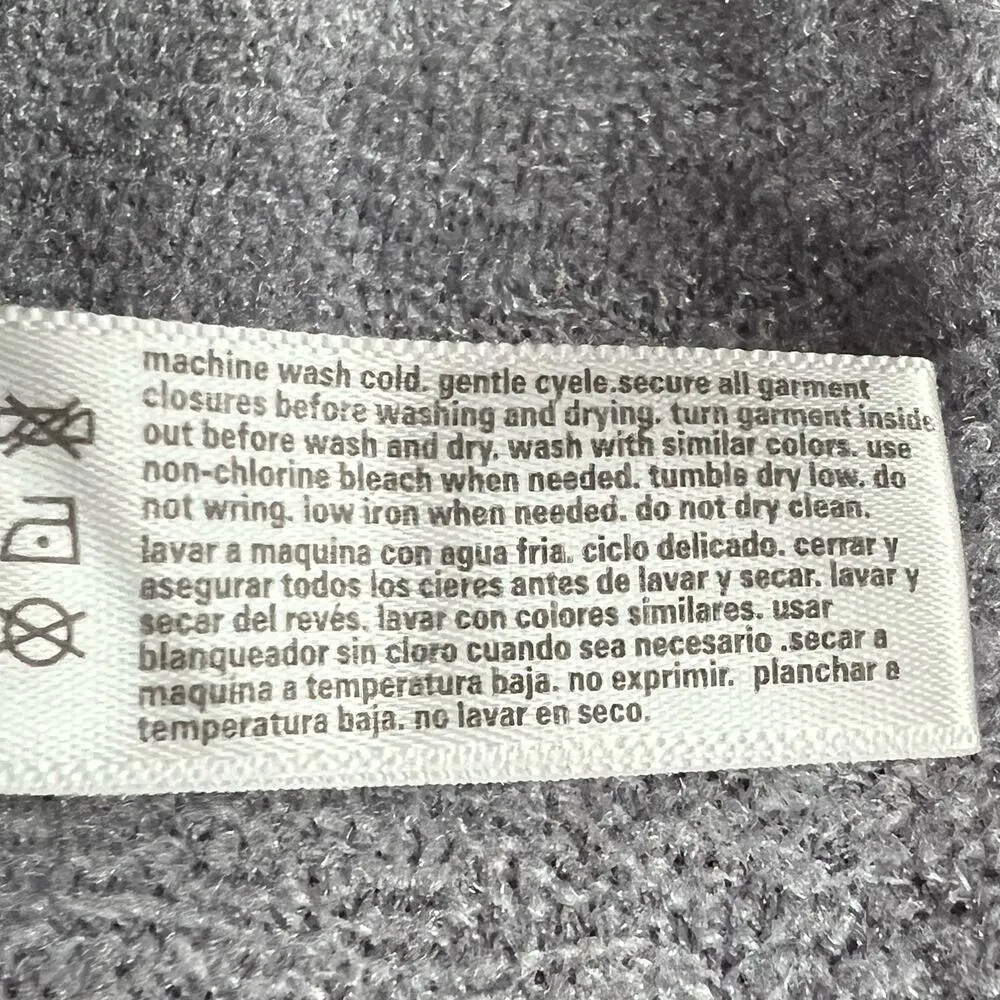 machine wash cold. gentle cyele.secure all garment
closures before washing and drying. turn garment inside
out before wash and dry. wash with similar colors. use
non-chlorine bleach when needed. tumble dry low. do
not wring. low iron when needed. do not dry clean.
lavar a maquina con agua fria. ciclo delicado. cerrar y
asegurar todos los cieres antes de lavar y secar. lavar y
secar del revés. lavar con colores similares. usar
blanqueador sin cloro cuando sea necesario .secar a
maquina a temperatura baja. no exprimir. planchar a
temperatura baja. no lavar en seco.